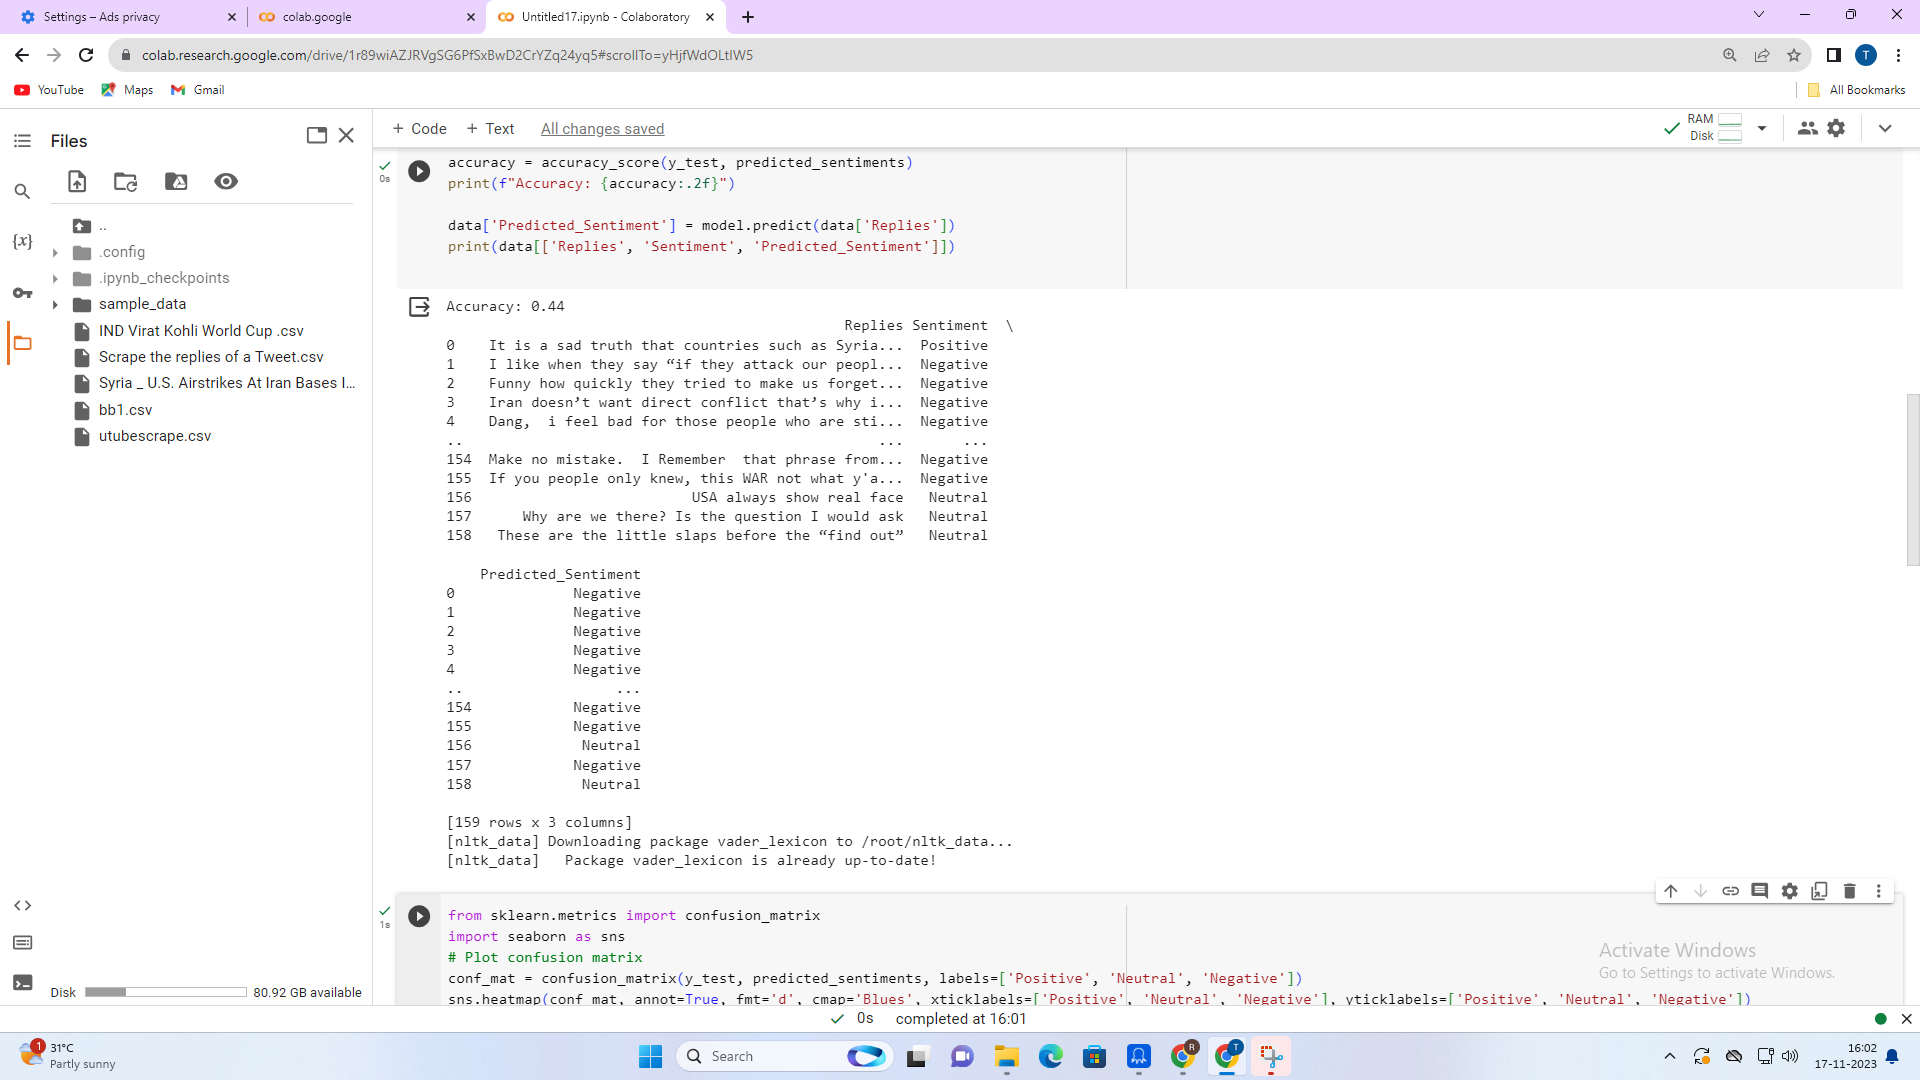 Settings – Ads privacy
colab.google
Untitled17.ipynb - Colaboratory
colab.research.google.com/drive/1r89wiAZJRVgSG6PfSxBwD2CrYZq24yq5#scrollTo=yHjfWdOLtIW5
T
YouTube
Maps
Gmail
All Bookmarks
Files
+ Code
+ Text
All changes saved
RAM
Disk
{x}
..
.config
.ipynb_checkpoints
sample_data
IND Virat Kohli World Cup .csv
Scrape the replies of a Tweet.csv
Syria _ U.S. Airstrikes At Iran Bases I...
bb1.csv
utubescrape.csv
Disk
80.92 GB available
0s
accuracy = accuracy_score(y_test, predicted_sentiments)
print(f"Accuracy: {accuracy:.2f}")
data['Predicted_Sentiment'] = model.predict(data['Replies'])
print(data[['Replies', 'Sentiment', 'Predicted_Sentiment']])
Accuracy: 0.44
Replies Sentiment \
0 It is a sad truth that countries such as Syria... Positive
1 I like when they say “if they attack our peopl... Negative
2 Funny how quickly they tried to make us forget... Negative
3 Iran doesn’t want direct conflict that’s why i... Negative
4 Dang, i feel bad for those people who are sti... Negative
.. ... ...
154 Make no mistake. I Remember that phrase from... Negative
155 If you people only knew, this WAR not what y'a... Negative
156 USA always show real face Neutral
157 Why are we there? Is the question I would ask Neutral
158 These are the little slaps before the “find out” Neutral
Predicted_Sentiment
0 Negative
1 Negative
2 Negative
3 Negative
4 Negative
.. ...
154 Negative
155 Negative
156 Neutral
157 Negative
158 Neutral
[159 rows x 3 columns]
[nltk_data] Downloading package vader_lexicon to /root/nltk_data...
[nltk_data] Package vader_lexicon is already up-to-date!
1s
from sklearn.metrics import confusion_matrix
import seaborn as sns
# Plot confusion matrix
conf_mat = confusion_matrix(y_test, predicted_sentiments, labels=['Positive', 'Neutral', 'Negative'])
sns.heatmap(conf_mat, annot=True, fmt='d', cmap='Blues', xticklabels=['Positive', 'Neutral', 'Negative'], yticklabels=['Positive', 'Neutral', 'Negative'])
Activate Windows
Go to Settings to activate Windows.
0s completed at 16:01
1
31°C
Partly sunny
Search
R
T
16:02
17-11-2023